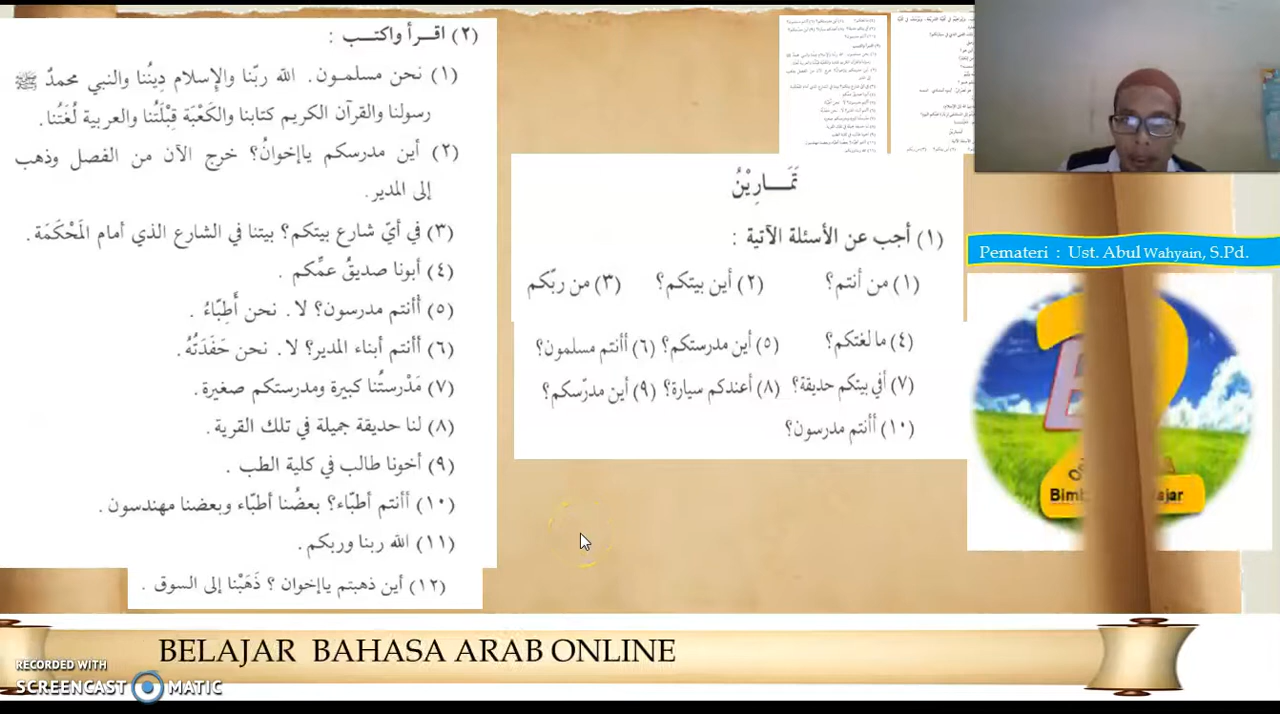 (٢) اقــرأ واكتــب :
(١) نحن مسلمـون. الله ربّنا والإسلام دِينُنا والنبي محمدٌ ﷺ
رسولنا والقرآن الكريم كتابنا والكَعْبَة قِبْلَتُنا والعربية لُغَتُنا.
(٢) أين مدرسكم ياإخوانُ؟ خرج الآن من الفصل وذهب
إلى المدير.
(٣) في أيّ شارع بيتكم؟ بيتنا في الشارع الذي أمام المَحْكَمَة.
(٤) أبونا صديقُ عمِّكم.
(٥) أأنتم مدرسون؟ لا. نحن أَطِبَّاءُ.
(٦) أأنتم أبناء المدير؟ لا. نحن حَفَدَتُهُ.
(٧) مَدْرستُنا كبيرة ومدرستكم صغيرة.
(٨) لنا حديقة جميلة في تلك القرية.
(٩) أخونا طالب في كلية الطب.
(١٠) أأنتم أطبّاء؟ بعضُنا أطبّاء وبعضنا مهندسون.
(١١) الله ربنا وربكم.
(١٢) أين ذهبتم ياإخوان ؟ ذَهَبْنا إلى السوق .
تَمَــارِيْنُ
(١) أجب عن الأسئلة الآتية :
(١) من أنتم؟ (٢) أين بيتكم؟ (٣) من ربّكم
(٤) ما لغتكم؟ (٥) أين مدرستكم؟ (٦) أأنتم مسلمون؟
(٧) أفي بيتكم حديقة؟ (٨) أعندكم سيارة؟ (٩) أين مدرّسكم؟
(١٠) أأنتم مدرسون؟
Pemateri : Ust. Abul Wahyain, S.Pd.
BELAJAR BAHASA ARAB ONLINE
RECORDED WITH
SCREENCAST MATIC